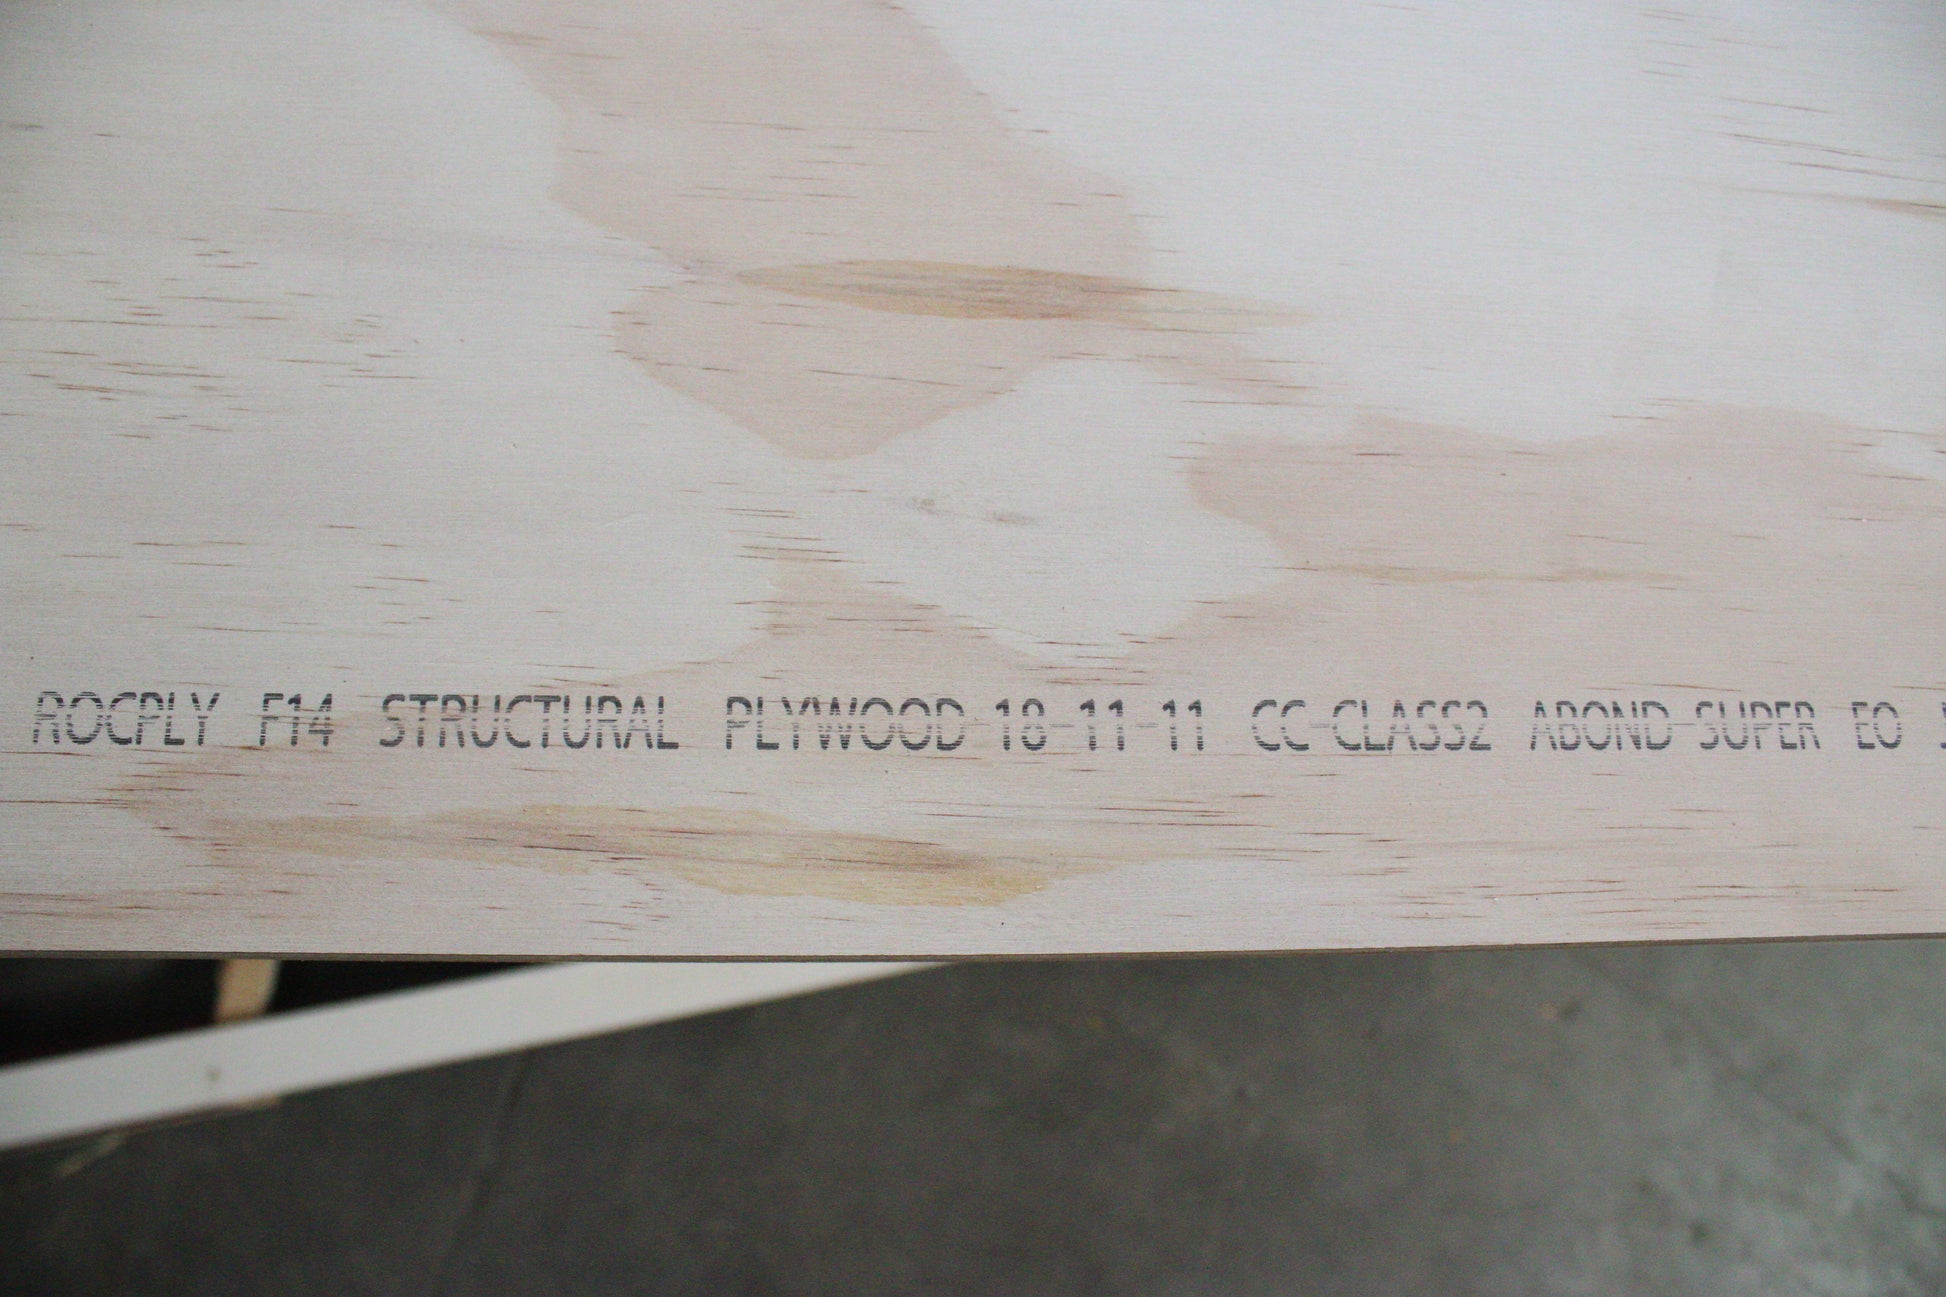 ROCPLY F14 STRUCTURAL PLYWOOD 18-11-11 CC-CLASS2 ABOND-SUPER E0